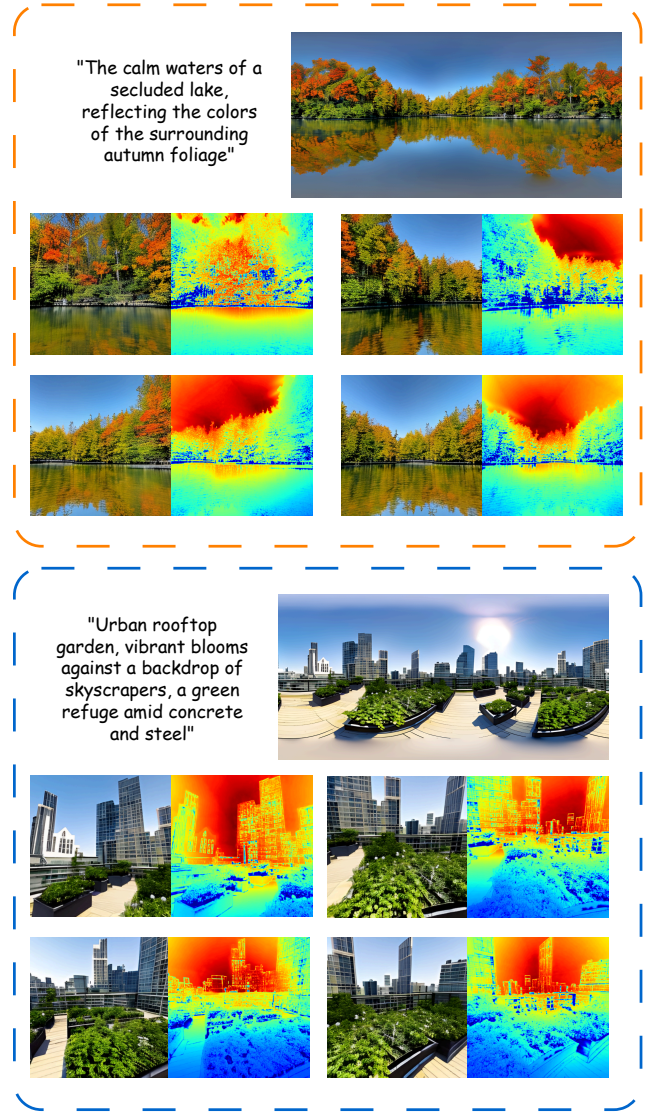 "The calm waters of a
secluded lake,
reflecting the colors
of the surrounding
autumn foliage"
"Urban rooftop
garden, vibrant blooms
against a backdrop of
skyscrapers, a green
refuge amid concrete
and steel"